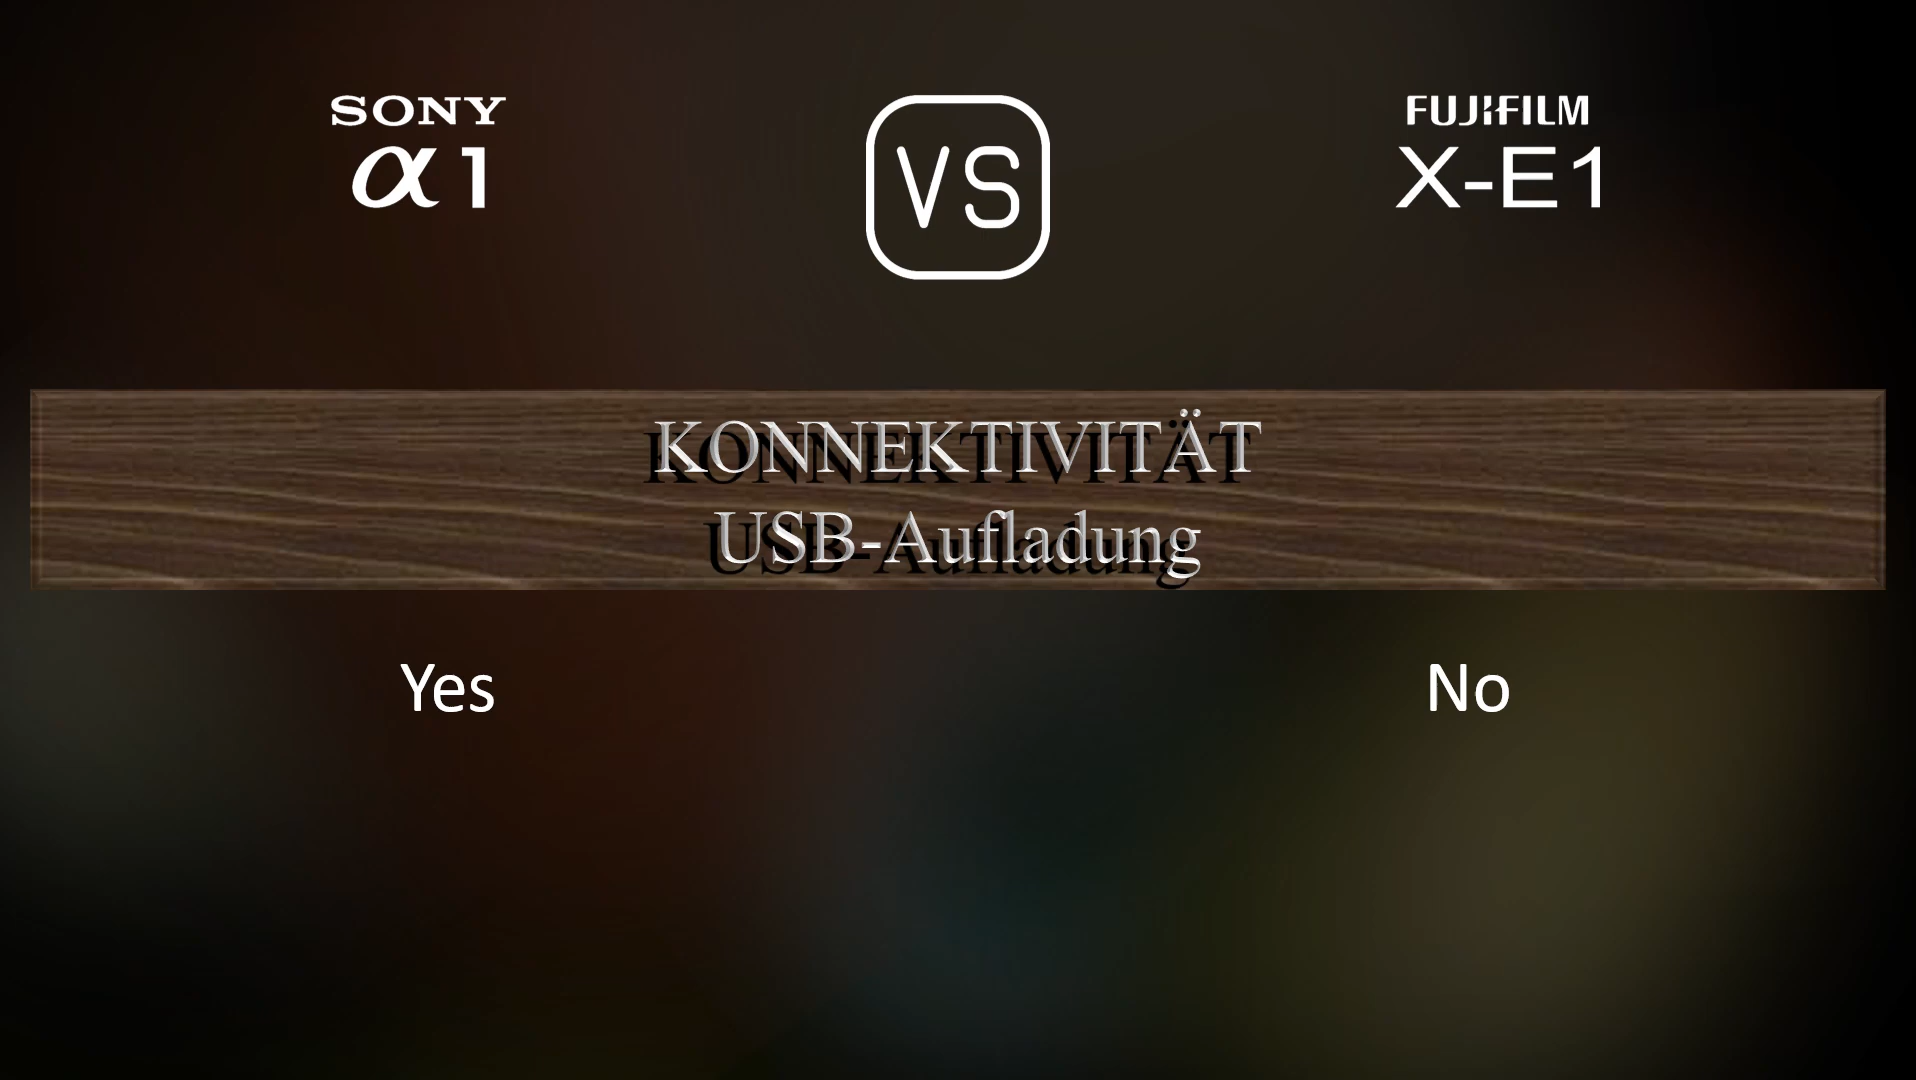 SONY
α1
VS
FUJIFILM
X-E1
KONNEKTIVITÄT
USB-Aufladung
Yes
No